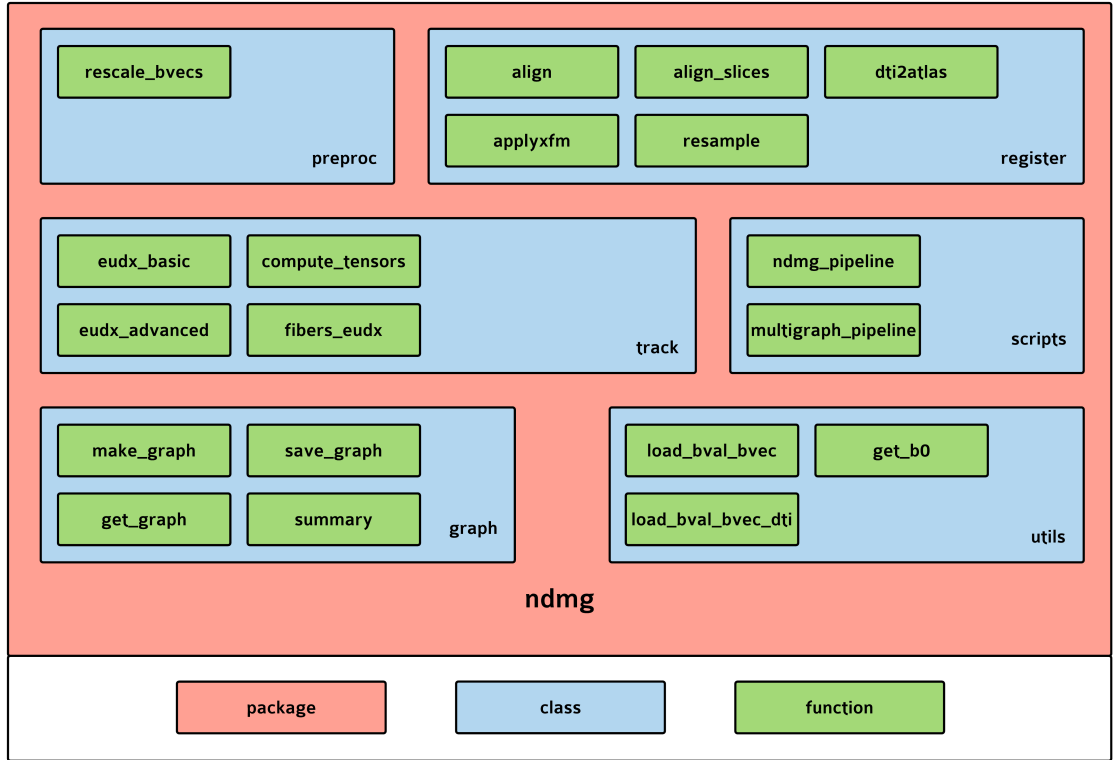 rescale_bvecs
preproc
align
align_slices
dti2atlas
applyxfm
resample
register
eudx_basic
compute_tensors
eudx_advanced
fibers_eudx
track
ndmg_pipeline
multigraph_pipeline
scripts
make_graph
save_graph
get_graph
summary
graph
load_bval_bvec
get_b0
load_bval_bvec_dti
utils
ndmg
package
class
function